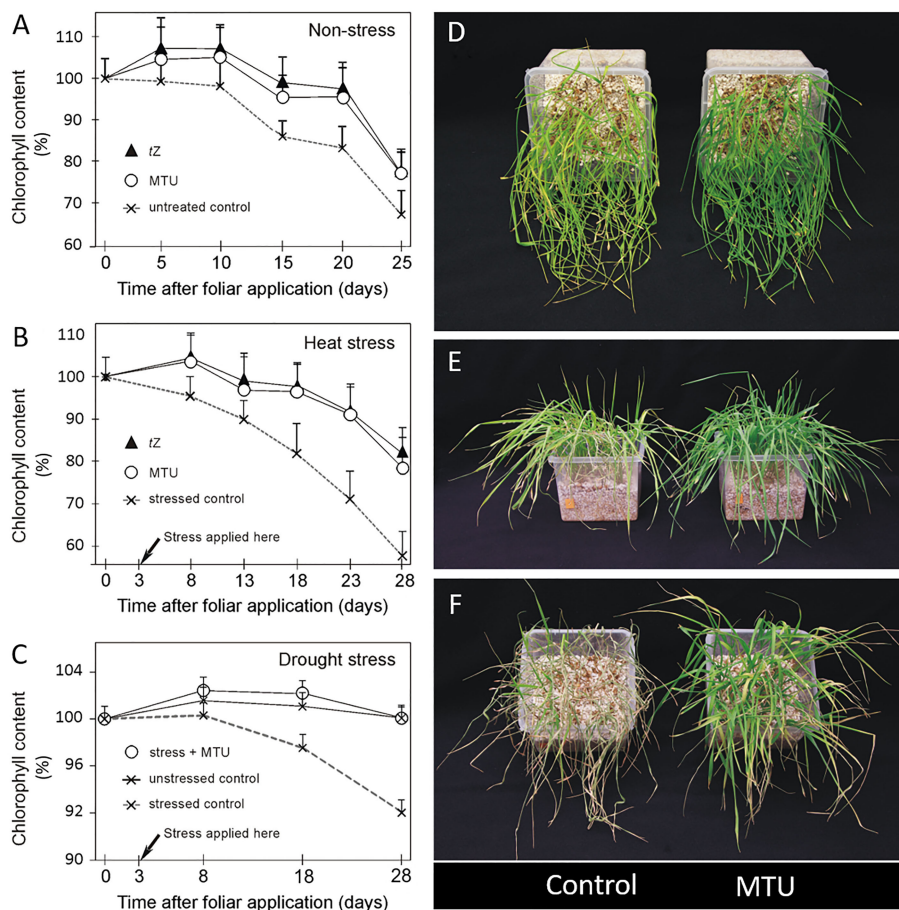 A
Non-stress
110
100
90
80
70
60
Chlorophyll content
(%)
tZ
MTU
untreated control
0 5 10 15 20 25
Time after foliar application (days)
B
Heat stress
110
100
90
80
70
60
Chlorophyll content
(%)
tZ
MTU
stressed control
Stress applied here
0 3 8 13 18 23 28
Time after foliar application (days)
C
Drought stress
104
100
96
92
90
Chlorophyll content
(%)
stress + MTU
unstressed control
stressed control
Stress applied here
0 3 8 18 28
Time after foliar application (days)
D
E
F
Control MTU